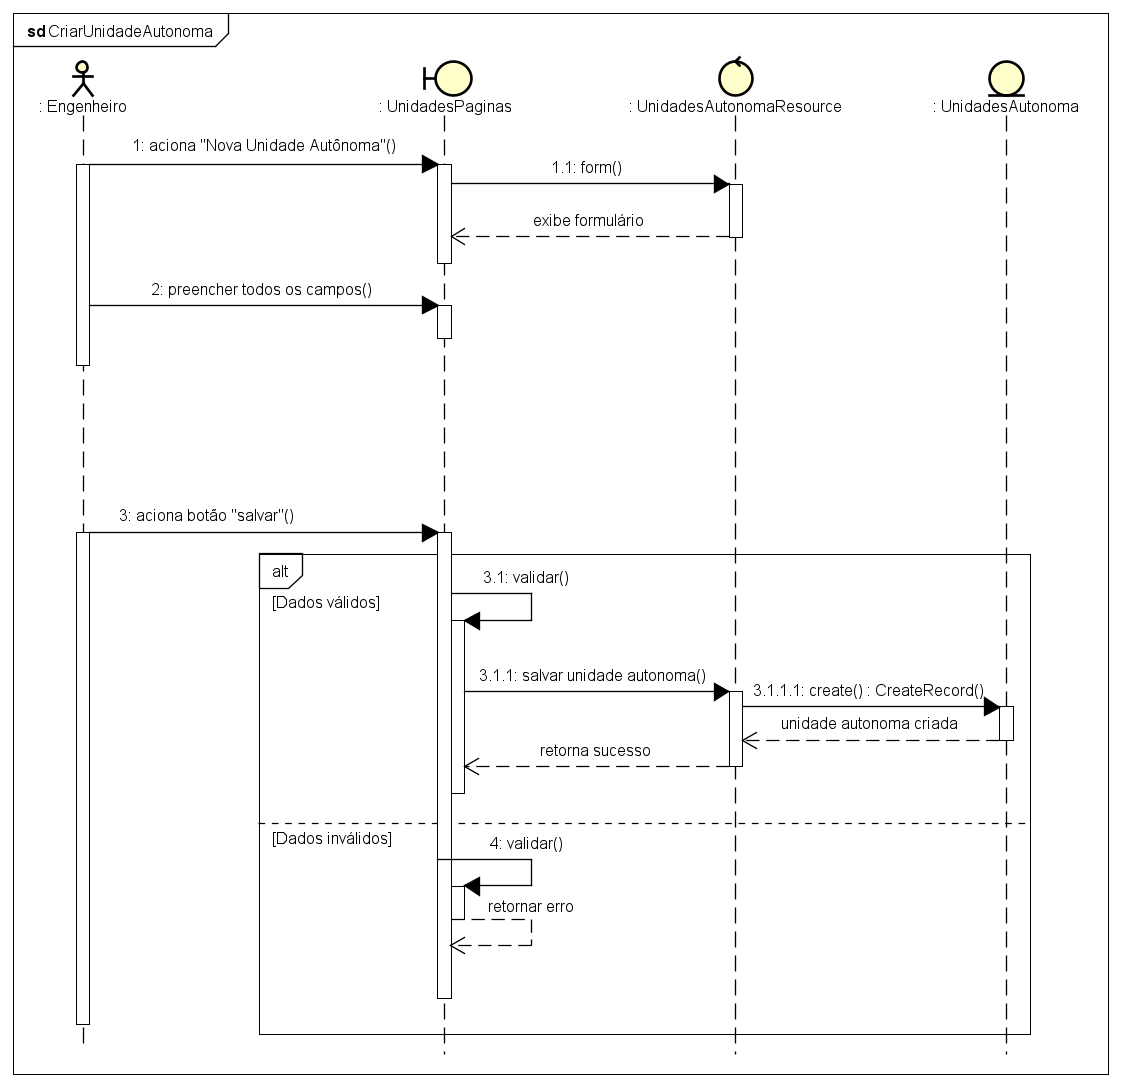 sd CriarUnidadeAutonoma
: Engenheiro
: UnidadesPaginas
: UnidadesAutonomaResource
: UnidadesAutonoma
1: aciona "Nova Unidade Autônoma"()
1.1: form()
exibe formulário
2: preencher todos os campos()
3: aciona botão "salvar"()
alt
3.1: validar()
[Dados válidos]
3.1.1: salvar unidade autonoma()
3.1.1.1: create() : CreateRecord()
unidade autonoma criada
retorna sucesso
[Dados inválidos]
4: validar()
retornar erro